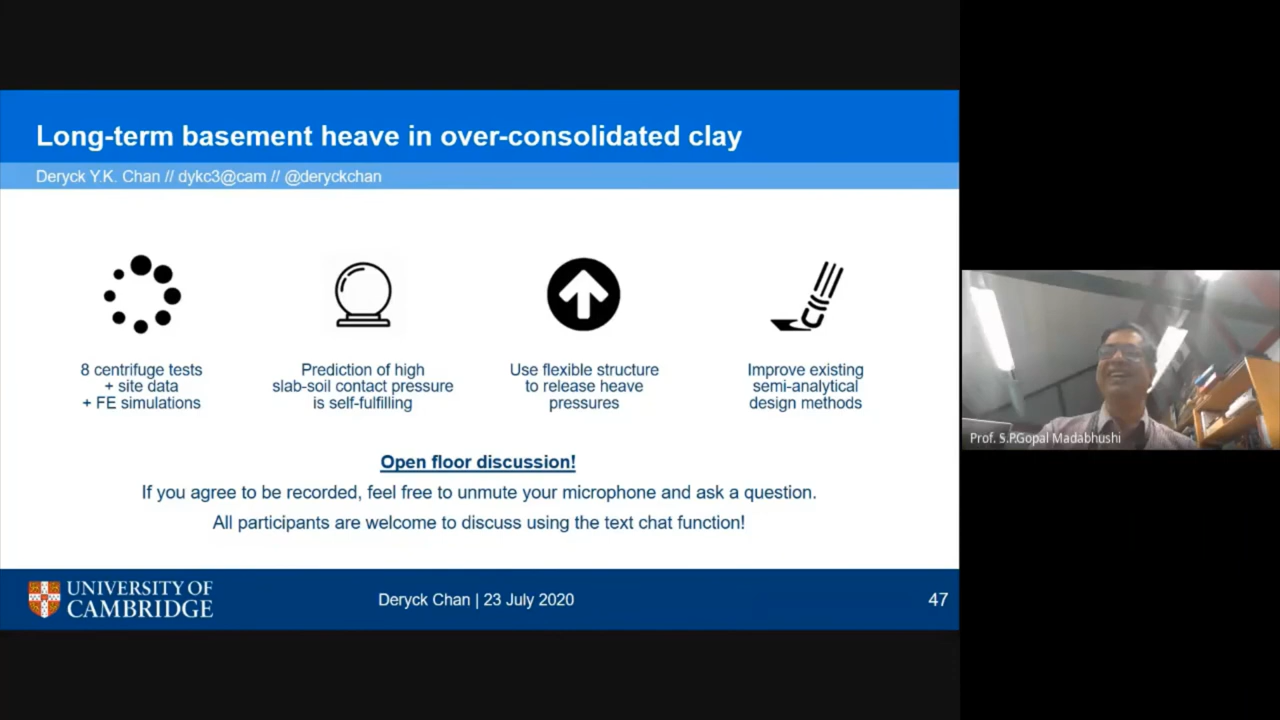 Long-term basement heave in over-consolidated clay
Deryck Y.K. Chan // dykc3@cam // @deryckchan
8 centrifuge tests
+ site data
+ FE simulations
Prediction of high
slab-soil contact pressure
is self-fulfilling
Use flexible structure
to release heave
pressures
Improve existing
semi-analytical
design methods
Open floor discussion!
If you agree to be recorded, feel free to unmute your microphone and ask a question.
All participants are welcome to discuss using the text chat function!
UNIVERSITY OF
CAMBRIDGE
Deryck Chan | 23 July 2020
47
Prof. S.P.Gopal Madabhushi